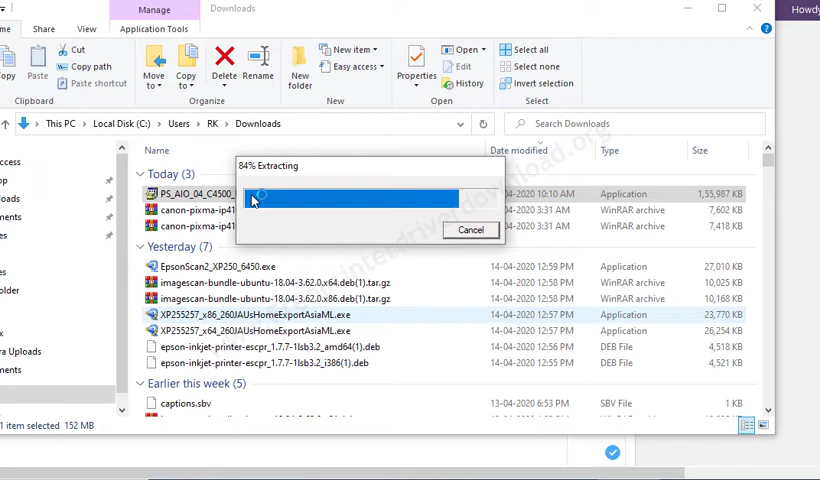 Manage Downloads Howdy
me Share View Application Tools
Copy Paste Cut Copy path Paste shortcut Move to Copy to Delete Rename New folder New item Easy access Properties Open Edit History Select all Select none Invert selection
Clipboard Organize New Open Select
This PC Local Disk (C:) Users RK Downloads Search Downloads
Name Date modified Type Size
84% Extracting
Cancel
Today (3)
PS_AIO_04_C4500_ 10:10 AM Application 1,55,987 KB
canon-pixma-ip41 3:31 AM WinRAR archive 7,602 KB
canon-pixma-ip41 3:31 AM WinRAR archive 7,418 KB
Yesterday (7)
EpsonScan2_XP250_6450.exe 14-04-2020 12:59 PM Application 27,010 KB
imagescan-bundle-ubuntu-18.04-3.62.0.x64.deb(1).tar.gz 14-04-2020 12:58 PM WinRAR archive 10,025 KB
imagescan-bundle-ubuntu-18.04-3.62.0.x86.deb(1).tar.gz 14-04-2020 12:58 PM WinRAR archive 10,168 KB
XP255257_x86_260JAUsHomeExportAsiaML.exe 14-04-2020 12:57 PM Application 23,770 KB
XP255257_x64_260JAUsHomeExportAsiaML.exe 14-04-2020 12:57 PM Application 26,254 KB
epson-inkjet-printer-escpr_1.7.7-1lsb3.2_amd64(1).deb 14-04-2020 12:56 PM DEB File 4,518 KB
epson-inkjet-printer-escpr_1.7.7-1lsb3.2_i386(1).deb 14-04-2020 12:56 PM DEB File 4,521 KB
Earlier this week (5)
captions.sbv 13-04-2020 6:53 PM SBV File 1 KB
1 item selected 152 MB